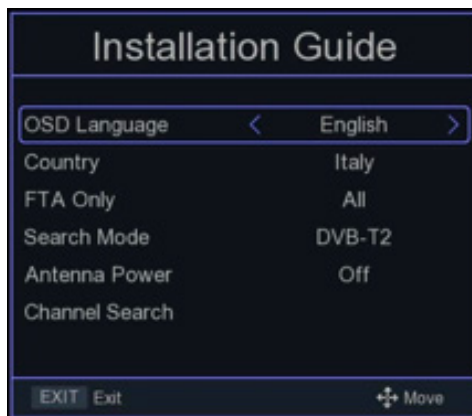 Installation Guide
OSD Language < English >
Country Italy
FTA Only All
Search Mode DVB-T2
Antenna Power Off
Channel Search
EXIT Exit Move